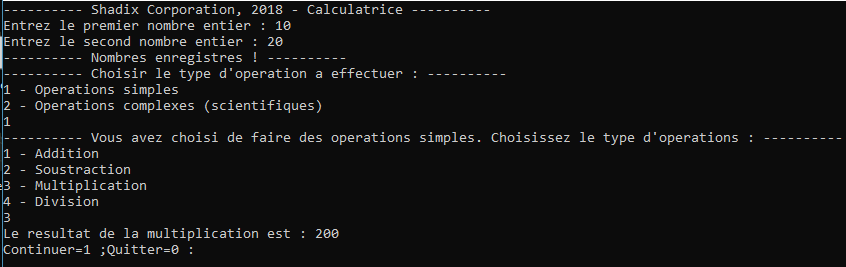 ---------- Shadix Corporation, 2018 - Calculatrice ----------
Entrez le premier nombre entier : 10
Entrez le second nombre entier : 20
---------- Nombres enregistres ! ----------
---------- Choisir le type d'operation a effectuer : ----------
1 - Operations simples
2 - Operations complexes (scientifiques)
1
---------- Vous avez choisi de faire des operations simples. Choisissez le type d'operations : ----------
1 - Addition
2 - Soustraction
3 - Multiplication
4 - Division
3
Le resultat de la multiplication est : 200
Continuer=1 ;Quitter=0 :